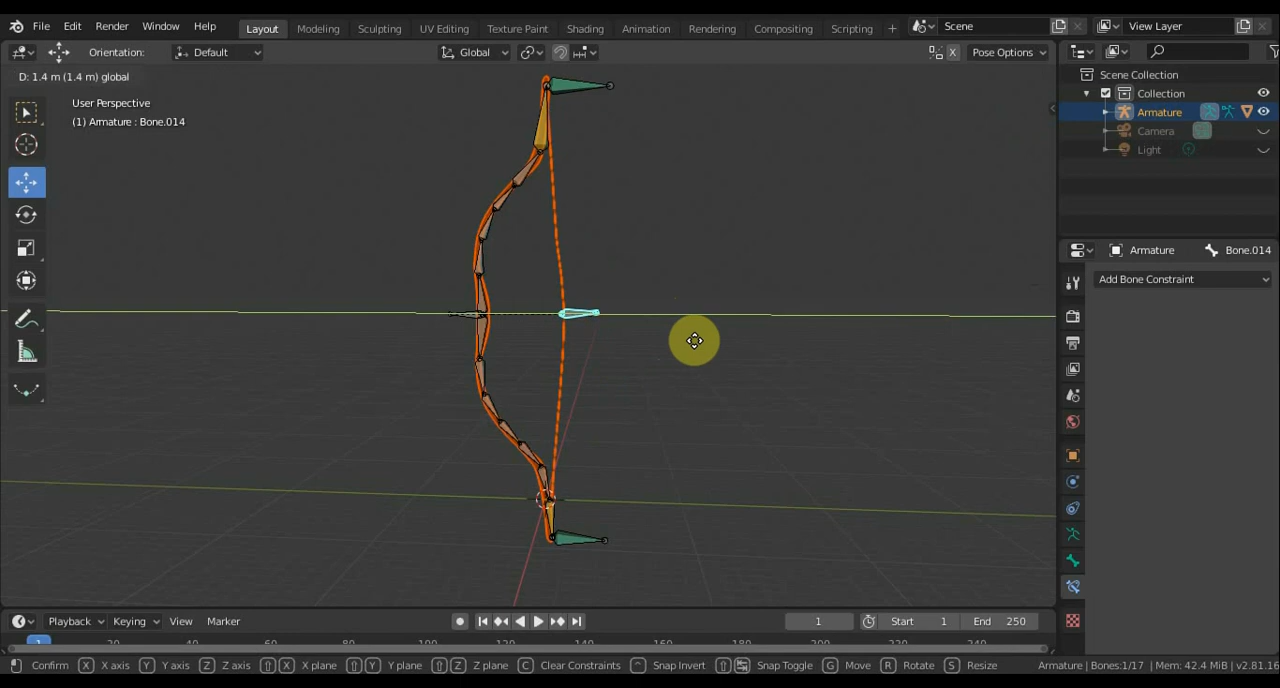 File Edit Render Window Help Layout Modeling Sculpting UV Editing Texture Paint Shading Animation Rendering Compositing Scripting + Scene View Layer
Orientation: Default Global X Pose Options
D: 1.4 m (1.4 m) global
User Perspective
(1) Armature : Bone.014
Scene Collection
Collection
Armature
Camera
Light
Armature Bone.014
Add Bone Constraint
Playback Keying View Marker 1 Start 1 End 250
1
Confirm X X axis Y Y axis Z Z axis X X plane Y Y plane Z Z plane C Clear Constraints Snap Invert Snap Toggle G Move R Rotate S Resize Armature | Bones:1/17 | Mem: 42.4 MiB | v2.81.16